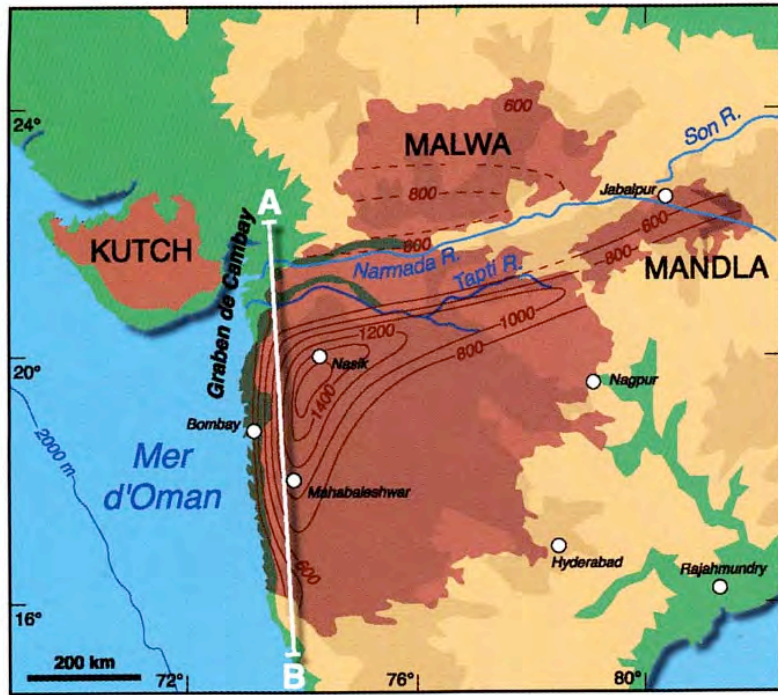 24°
600
MALWA
Son R.
800
Jabalpur
A
600
KUTCH
600
Narmada R.
800
MANDLA
Tapti R.
Graben de Cambay
1000
1200
800
20°
Nasik
Nagpur
1400
Bombay
2000 m
Mer
d'Oman
Mahabaleshwar
Hyderabad
Rajahmundry
600
16°
200 km
B
72°
76°
80°